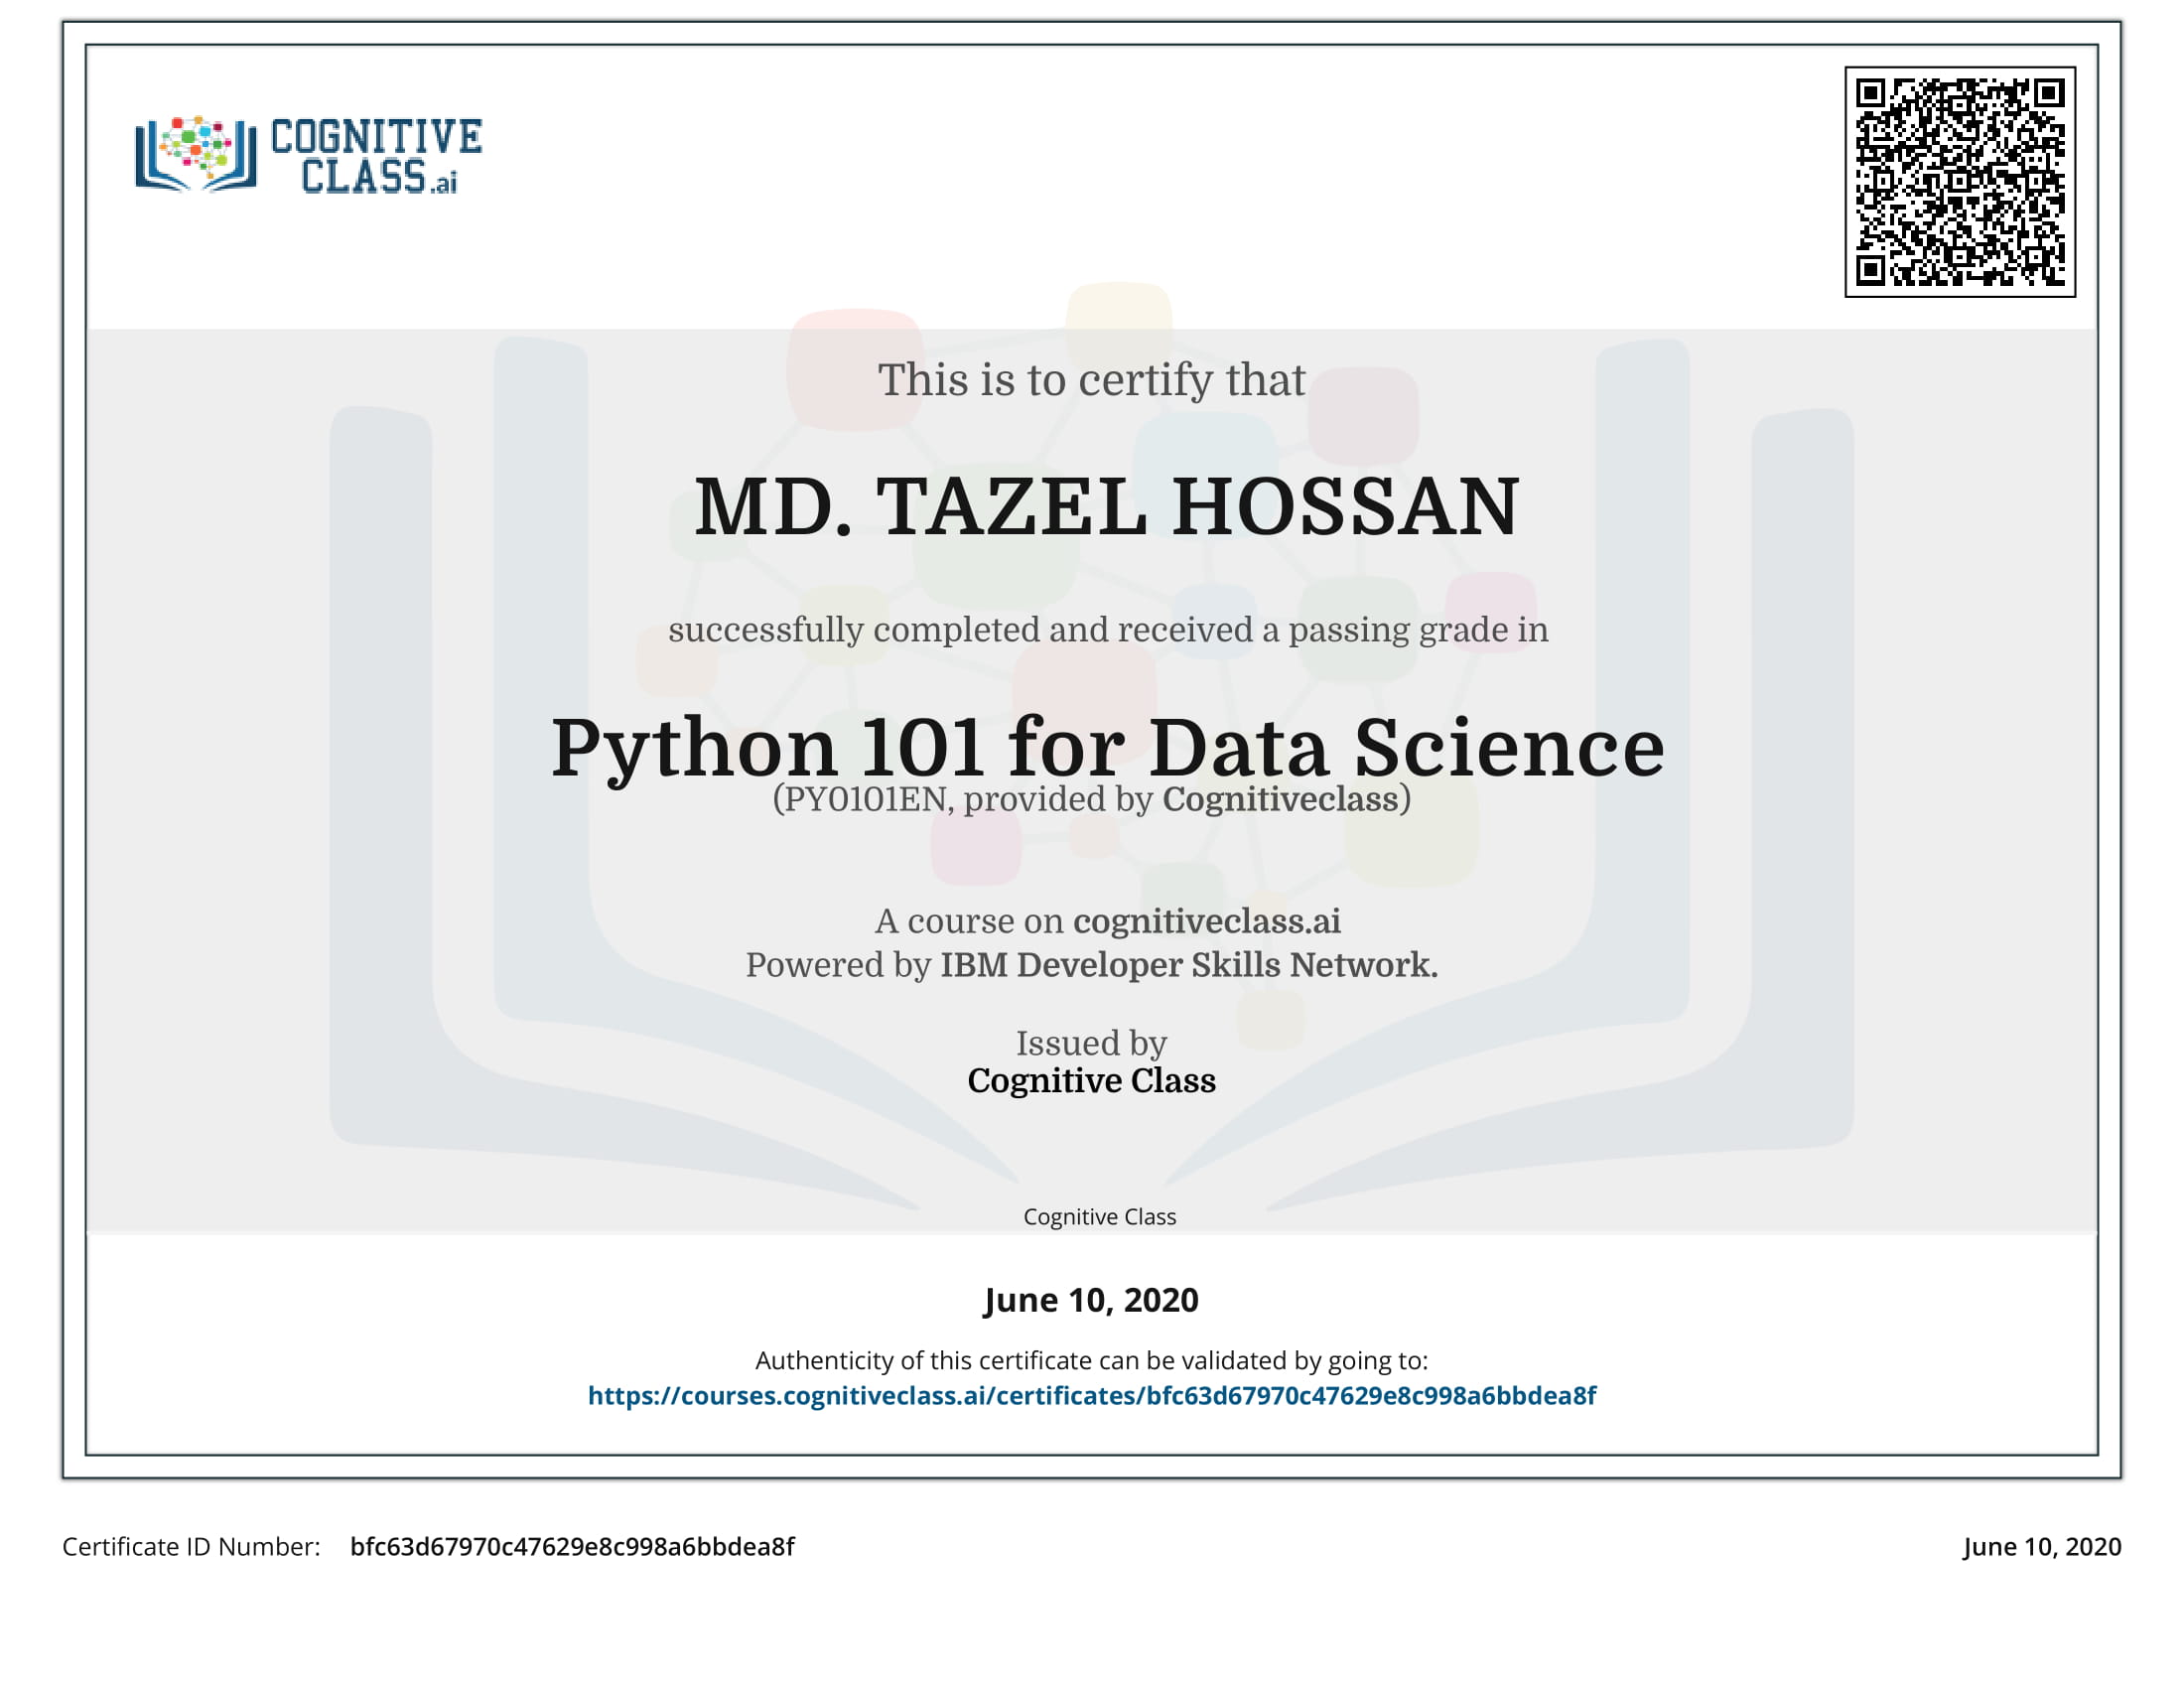 COGNITIVE
CLASS.ai
This is to certify that
MD. TAZEL HOSSAN
successfully completed and received a passing grade in
Python 101 for Data Science
(PY0101EN, provided by Cognitiveclass)
A course on cognitiveclass.ai
Powered by IBM Developer Skills Network.
Issued by
Cognitive Class
Cognitive Class
June 10, 2020
Authenticity of this certificate can be validated by going to:
https://courses.cognitiveclass.ai/certificates/bfc63d67970c47629e8c998a6bbdea8f
Certificate ID Number: bfc63d67970c47629e8c998a6bbdea8f
June 10, 2020